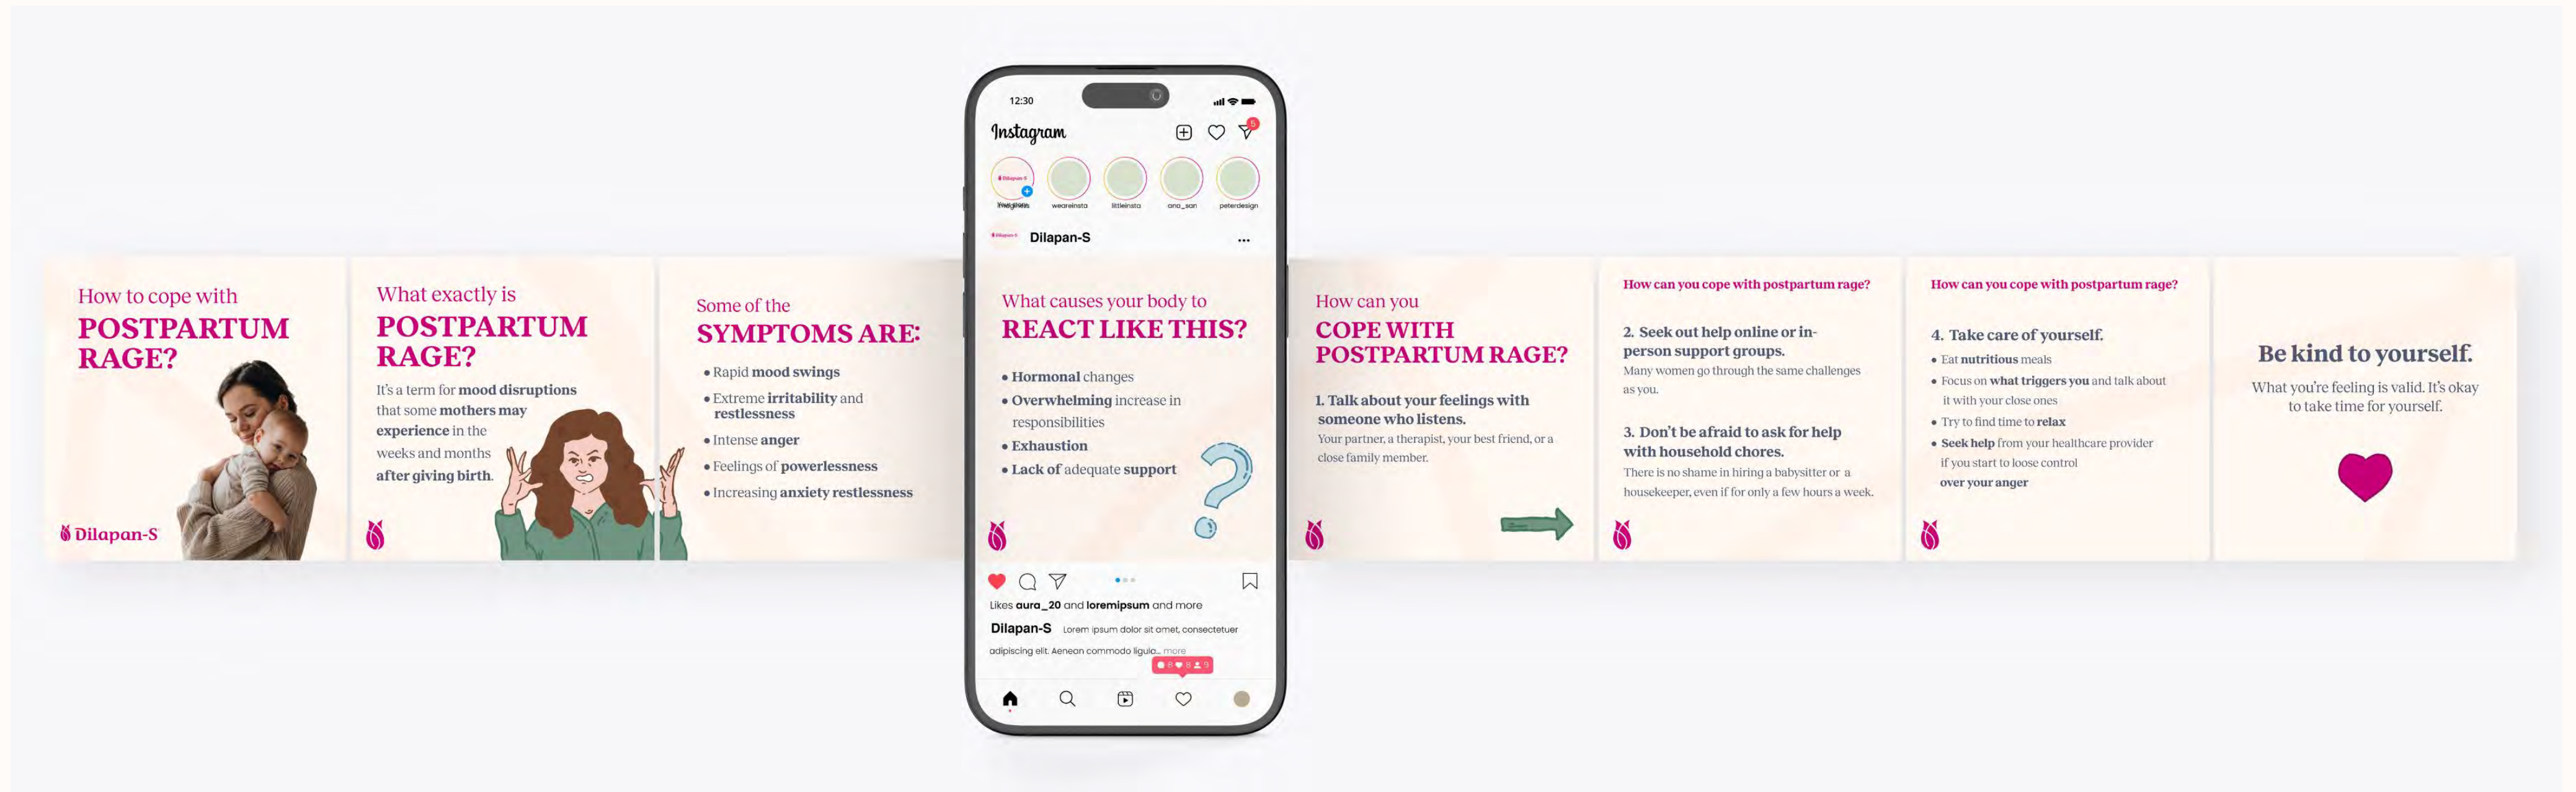 How to cope with
POSTPARTUM
RAGE?
Dilapan-S
What exactly is
POSTPARTUM
RAGE?
It's a term for mood disruptions
that some mothers may
experience in the
weeks and months
after giving birth.
Some of the
SYMPTOMS ARE:
• Rapid mood swings
• Extreme irritability and
restlessness
• Intense anger
• Feelings of powerlessness
• Increasing anxiety restlessness
12:30
Instagram
5
Dilapan-S
weareinsta
littleinsta
ana_san
peterdesign
Dilapan-S
Dilapan-S
...
What causes your body to
REACT LIKE THIS?
• Hormonal changes
• Overwhelming increase in
responsibilities
• Exhaustion
• Lack of adequate support
Likes aura_20 and loremipsum and more
Dilapan-S Lorem ipsum dolor sit amet, consectetuer
adipiscing elit. Aenean commodo ligula... more
8 8 9
How can you
COPE WITH
POSTPARTUM RAGE?
1. Talk about your feelings with
someone who listens.
Your partner, a therapist, your best friend, or a
close family member.
How can you cope with postpartum rage?
2. Seek out help online or in-
person support groups.
Many women go through the same challenges
as you.
3. Don't be afraid to ask for help
with household chores.
There is no shame in hiring a babysitter or a
housekeeper, even if for only a few hours a week.
How can you cope with postpartum rage?
4. Take care of yourself.
• Eat nutritious meals
• Focus on what triggers you and talk about
it with your close ones
• Try to find time to relax
• Seek help from your healthcare provider
if you start to loose control
over your anger
Be kind to yourself.
What you're feeling is valid. It's okay
to take time for yourself.